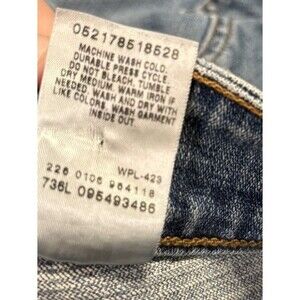 052178518528
MACHINE WASH COLD.
DURABLE PRESS CYCLE.
DO NOT BLEACH. TUMBLE
DRY MEDIUM. WARM IRON IF
NEEDED. WASH AND DRY WITH
LIKE COLORS. WASH GARMENT
INSIDE OUT.
WPL-423
226 0106 964118
736L 095493486